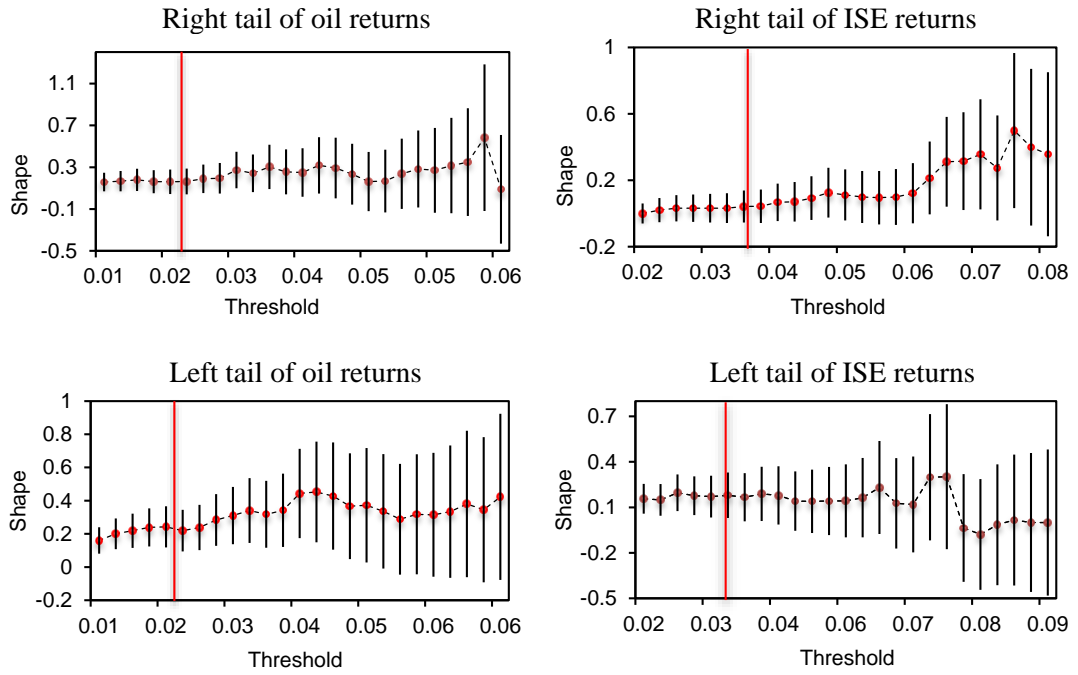 Right tail of oil returns
1.1
0.7
0.3
-0.1
-0.5
Shape
0.01 0.02 0.03 0.04 0.05 0.06
Threshold
Right tail of ISE returns
1
0.6
0.2
-0.2
Shape
0.02 0.03 0.04 0.05 0.06 0.07 0.08
Threshold
Left tail of oil returns
1
0.8
0.6
0.4
0.2
0
-0.2
Shape
0.01 0.02 0.03 0.04 0.05 0.06 0.06
Threshold
Left tail of ISE returns
0.7
0.4
0.1
-0.2
-0.5
Shape
0.02 0.03 0.04 0.06 0.07 0.08 0.09
Threshold